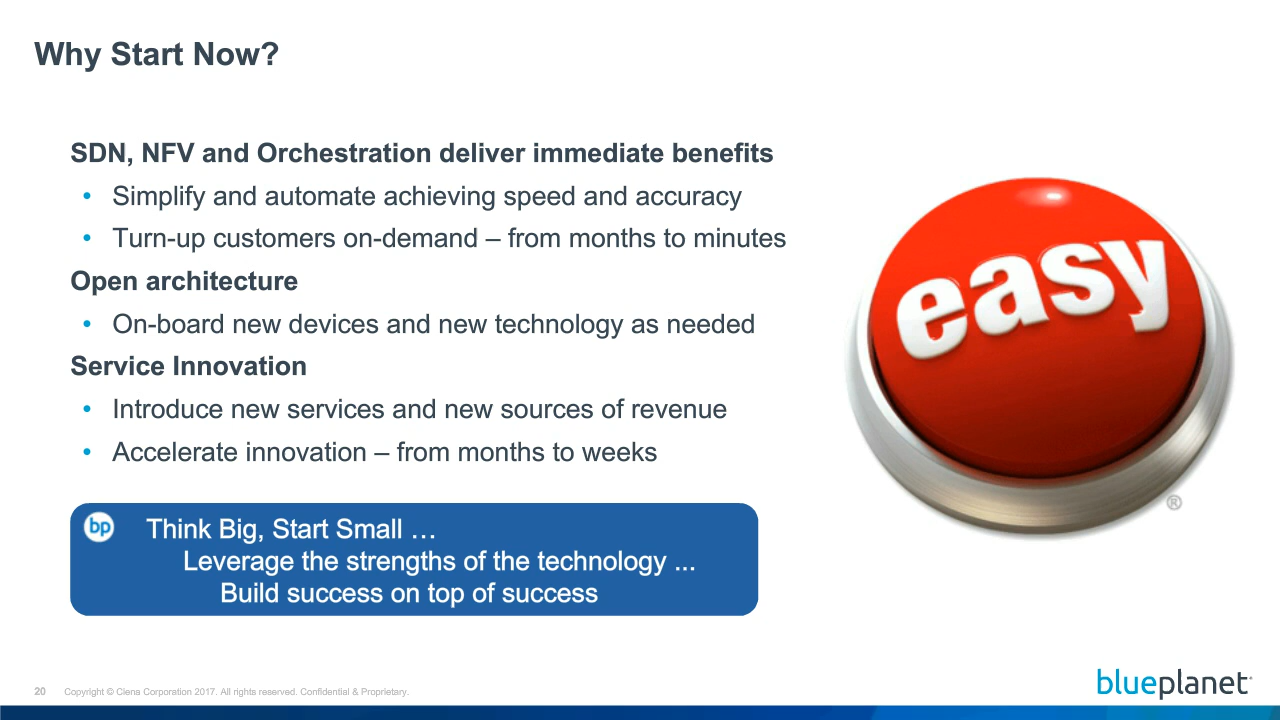 Why Start Now?
SDN, NFV and Orchestration deliver immediate benefits
• Simplify and automate achieving speed and accuracy
• Turn-up customers on-demand – from months to minutes
Open architecture
• On-board new devices and new technology as needed
Service Innovation
• Introduce new services and new sources of revenue
• Accelerate innovation – from months to weeks
easy
®
bp Think Big, Start Small …
Leverage the strengths of the technology ...
Build success on top of success
20 Copyright © Ciena Corporation 2017. All rights reserved. Confidential & Proprietary.
blueplanet